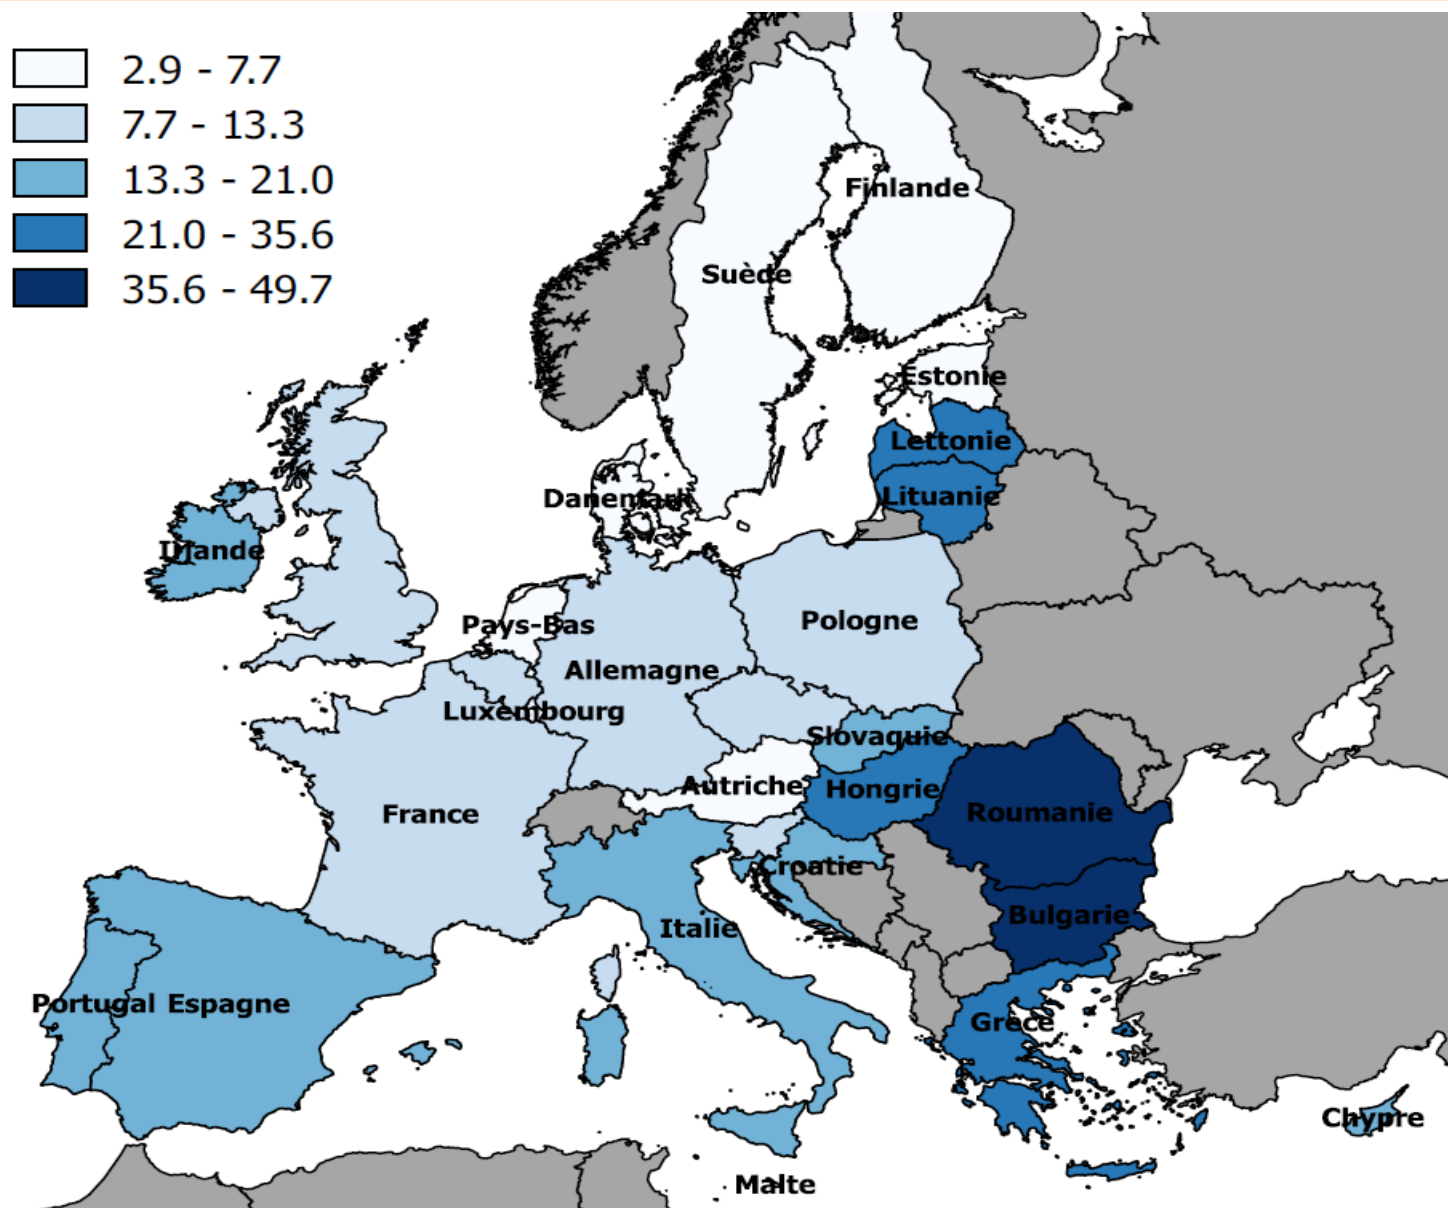 2.9 - 7.7
7.7 - 13.3
13.3 - 21.0
21.0 - 35.6
35.6 - 49.7
Finlande
Suède
Estonie
Lettonie
Lituanie
Danemark
Irlande
Pologne
Pays-Bas
Allemagne
Luxembourg
Slovaquie
Autriche
Hongrie
France
Roumanie
Croatie
Bulgarie
Italie
Portugal
Espagne
Grèce
Chypre
Malte